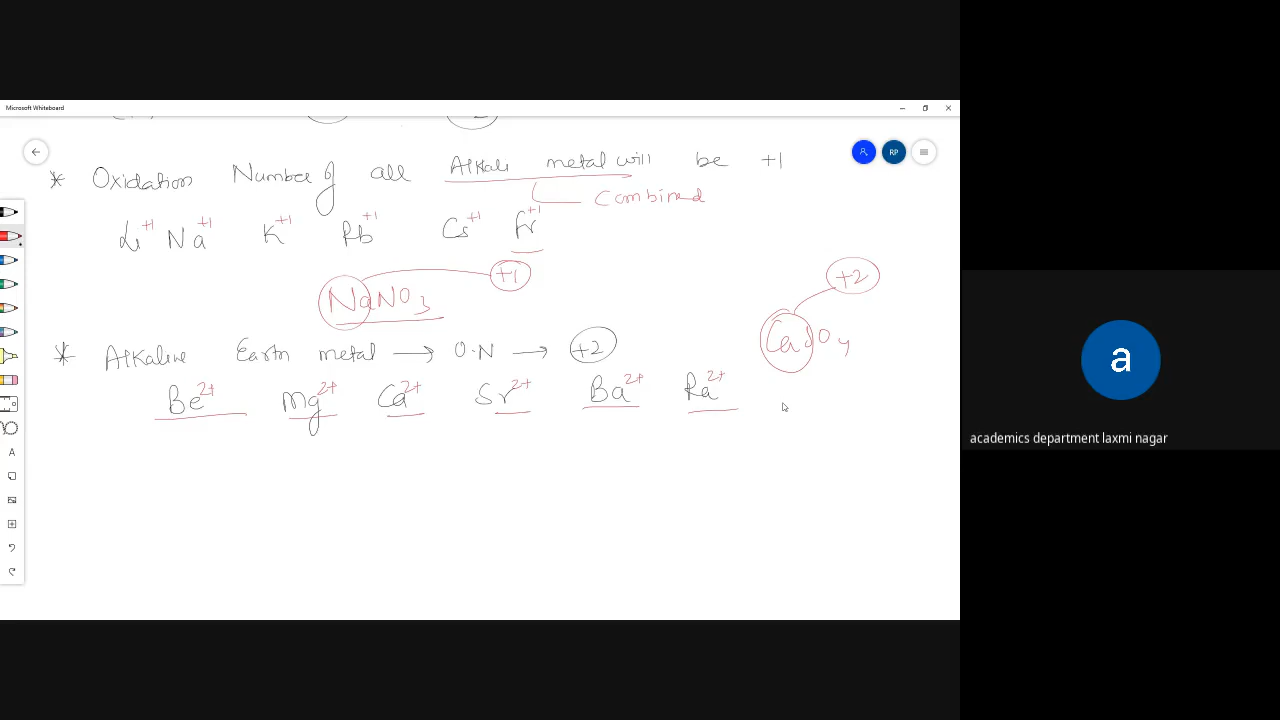 Microsoft Whiteboard
RP
* Oxidation Number of all Alkali metal will be +1
Combined
Li+1 Na+1 K+1 Rb+1 Cs+1 Fr+1
+1
NaNO3
+2
CaSO4
* Alkaline Earth metal → O.N → +2
Be2+ Mg2+ Ca2+ Sr2+ Ba2+ Ra2+
A
a
academics department laxmi nagar